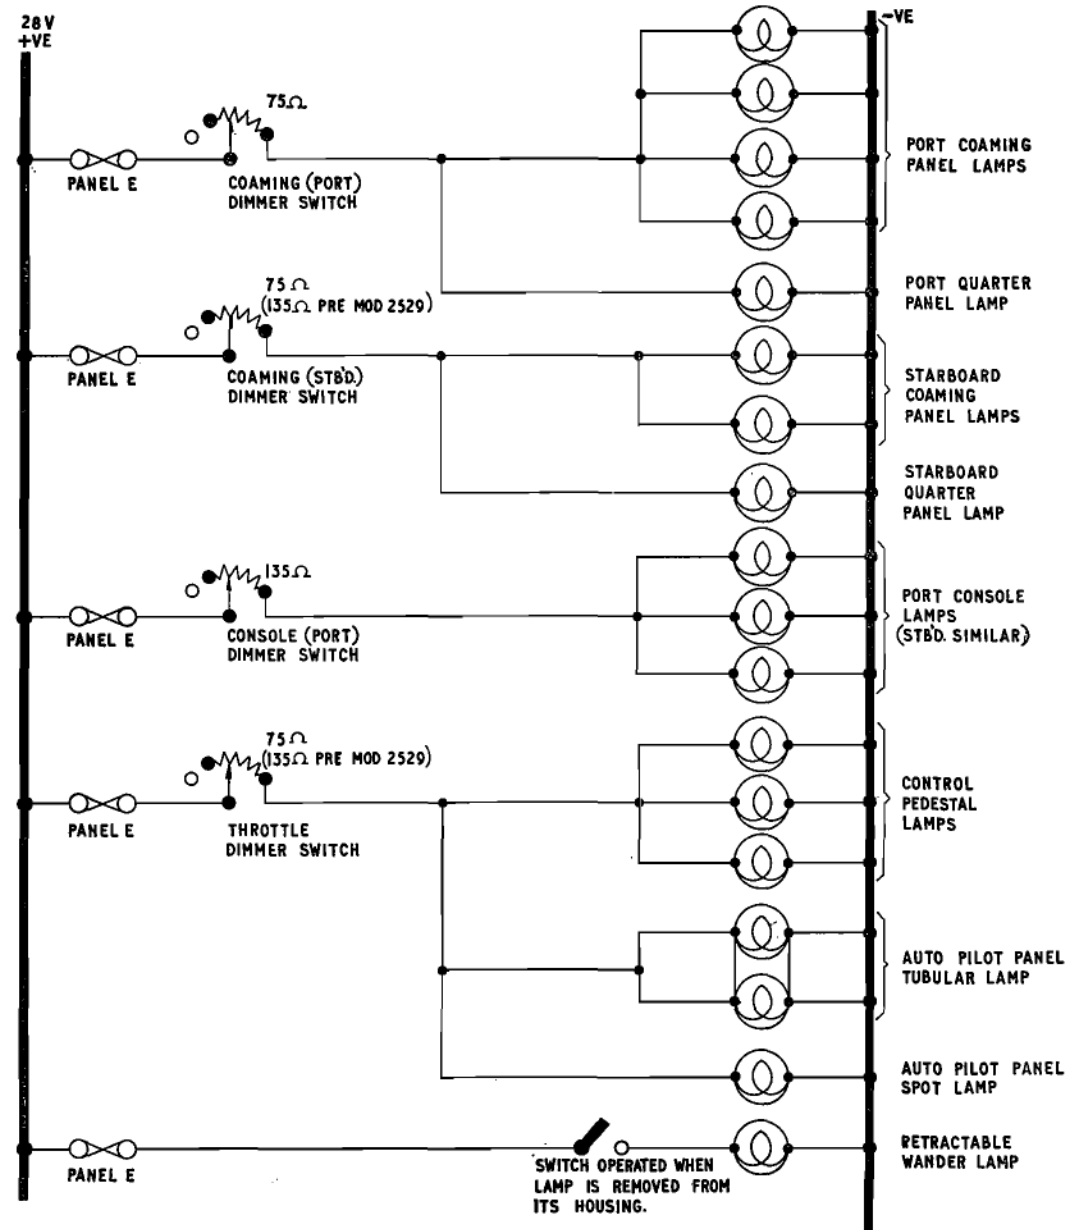 28V
+VE
-VE
75Ω
PANEL E
COAMING (PORT)
DIMMER SWITCH
PORT COAMING
PANEL LAMPS
PORT QUARTER
PANEL LAMP
75Ω
(135Ω PRE MOD 2529)
PANEL E
COAMING (STB'D.)
DIMMER SWITCH
STARBOARD
COAMING
PANEL LAMPS
STARBOARD
QUARTER
PANEL LAMP
135Ω
PANEL E
CONSOLE (PORT)
DIMMER SWITCH
PORT CONSOLE
LAMPS
(STB'D. SIMILAR)
75Ω
(135Ω PRE MOD 2529)
PANEL E
THROTTLE
DIMMER SWITCH
CONTROL
PEDESTAL
LAMPS
AUTO PILOT PANEL
TUBULAR LAMP
AUTO PILOT PANEL
SPOT LAMP
PANEL E
SWITCH OPERATED WHEN
LAMP IS REMOVED FROM
ITS HOUSING.
RETRACTABLE
WANDER LAMP